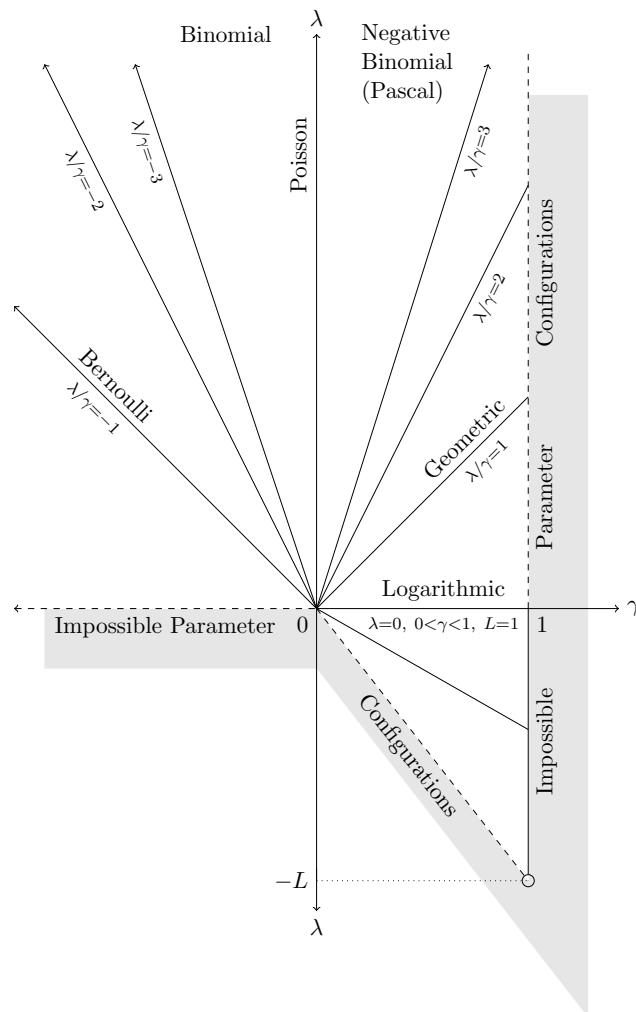 λ
Binomial
Negative
Binomial
(Pascal)
Poisson
λ/γ=−3
λ/γ=−2
λ/γ=3
λ/γ=2
Configurations
Bernoulli
λ/γ=−1
Geometric
λ/γ=1
Parameter
Logarithmic
γ
Impossible Parameter
0
λ=0, 0<γ<1, L=1
1
Configurations
Impossible
−L
λ